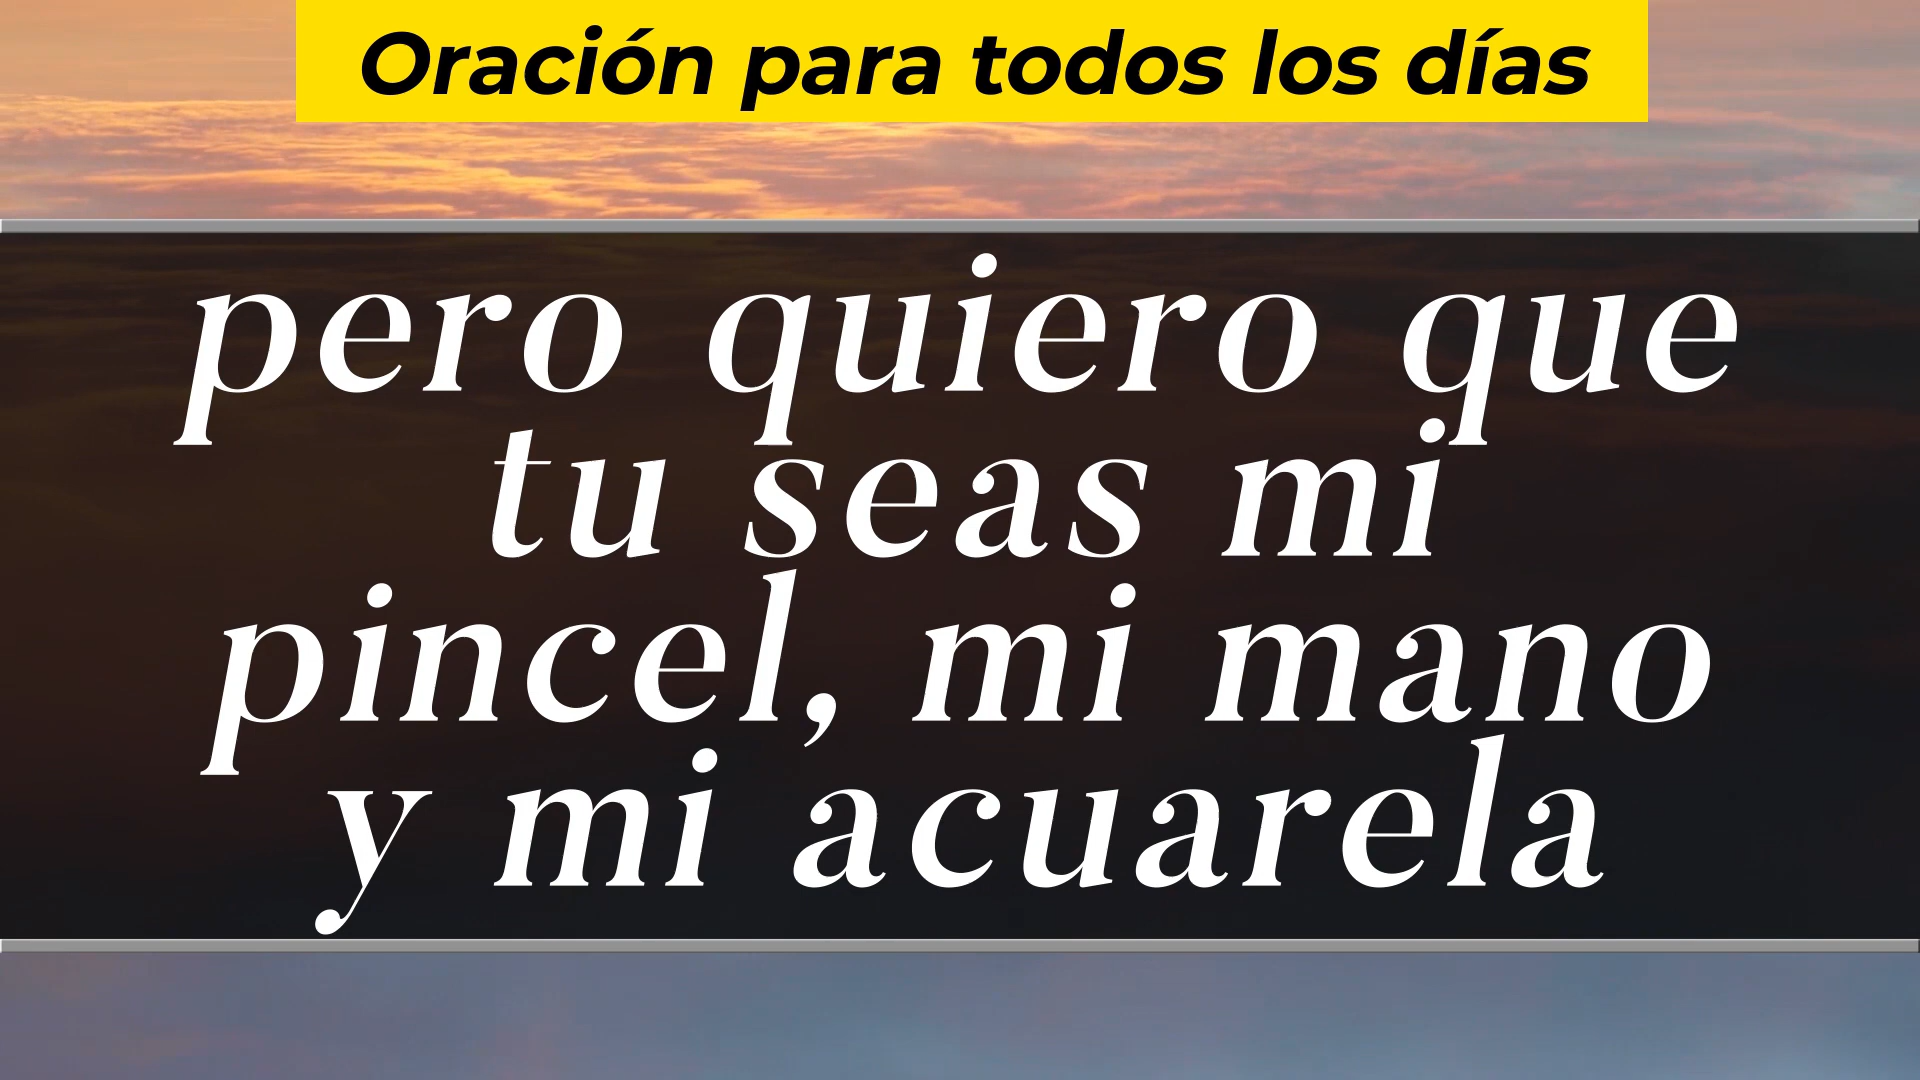 Oración para todos los días
pero quiero que
tu seas mi
pincel, mi mano
y mi acuarela